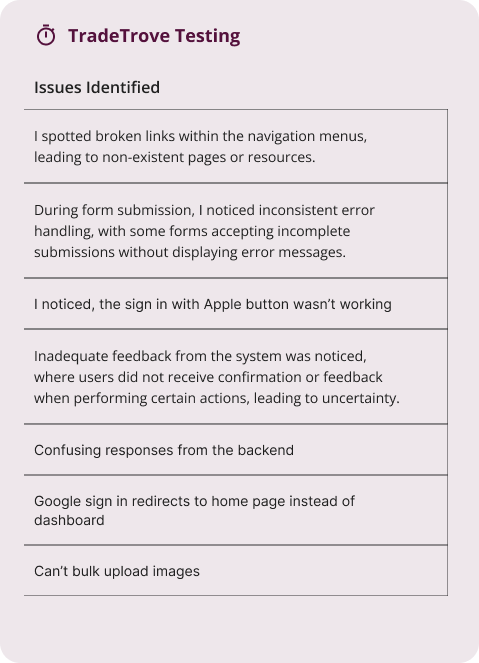 TradeTrove Testing
Issues Identified
I spotted broken links within the navigation menus,
leading to non-existent pages or resources.
During form submission, I noticed inconsistent error
handling, with some forms accepting incomplete
submissions without displaying error messages.
I noticed, the sign in with Apple button wasn’t working
Inadequate feedback from the system was noticed,
where users did not receive confirmation or feedback
when performing certain actions, leading to uncertainty.
Confusing responses from the backend
Google sign in redirects to home page instead of
dashboard
Can’t bulk upload images